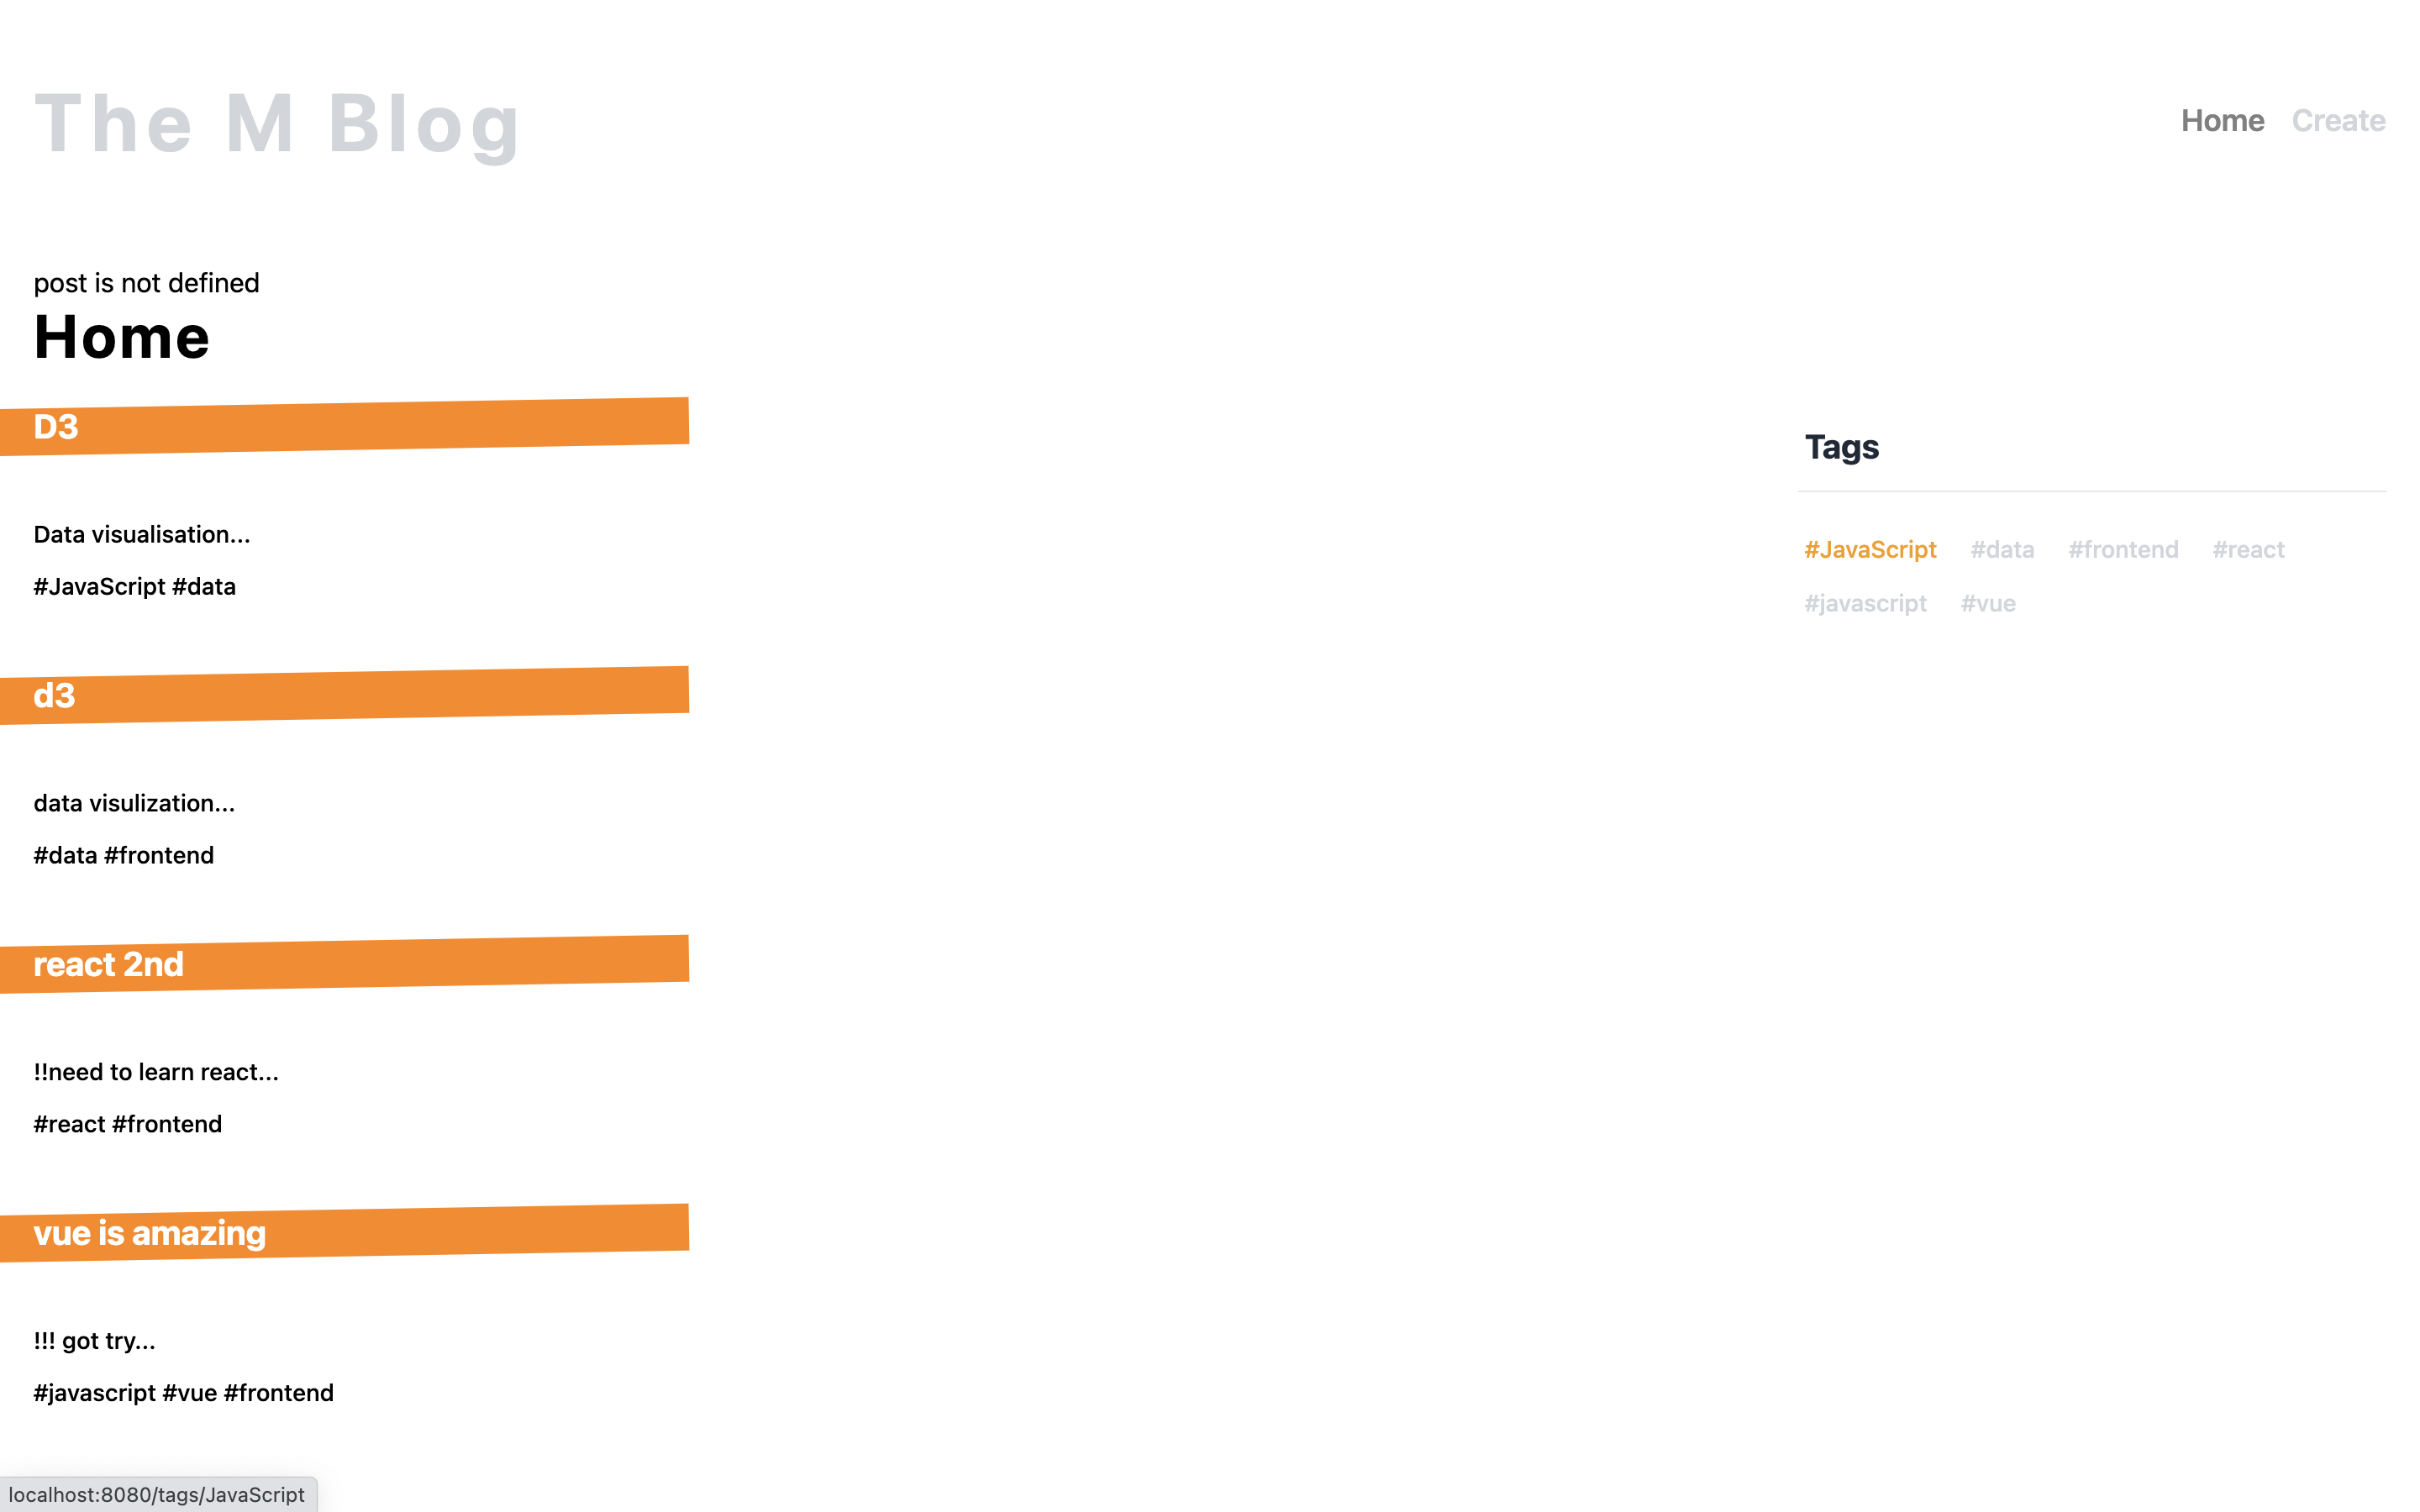 The M Blog
Home Create
post is not defined
Home
D3
Data visualisation...
#JavaScript #data
d3
data visulization...
#data #frontend
react 2nd
!!need to learn react...
#react #frontend
vue is amazing
!!! got try...
#javascript #vue #frontend
Tags
#JavaScript #data #frontend #react
#javascript #vue
localhost:8080/tags/JavaScript